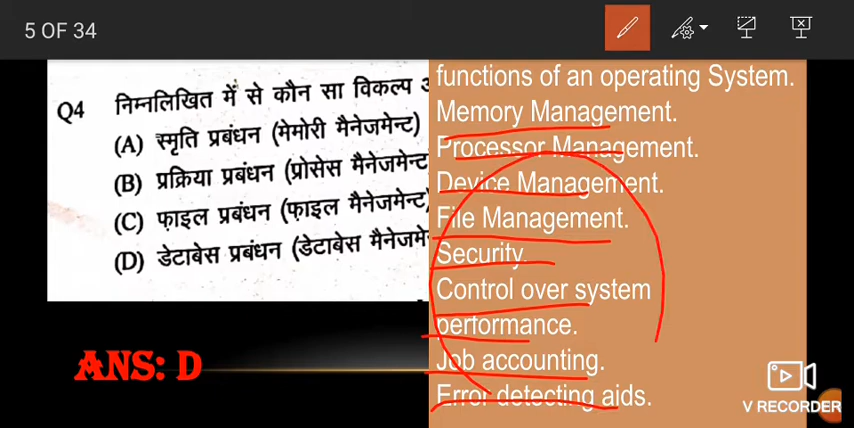 5 OF 34
Q4 निम्नलिखित में से कौन सा विकल्प
(A) स्मृति प्रबंधन (मेमोरी मैनेजमेन्ट)
(B) प्रक्रिया प्रबंधन (प्रोसेस मैनेजमेन्ट
(C) फ़ाइल प्रबंधन (फ़ाइल मैनेजमेन्ट)
(D) डेटाबेस प्रबंधन (डेटाबेस
ANS: D
functions of an operating System.
Memory Management.
Processor Management.
Device Management.
File Management.
Security.
Control over system
performance.
Job accounting.
Error detecting aids.
V RECORDER